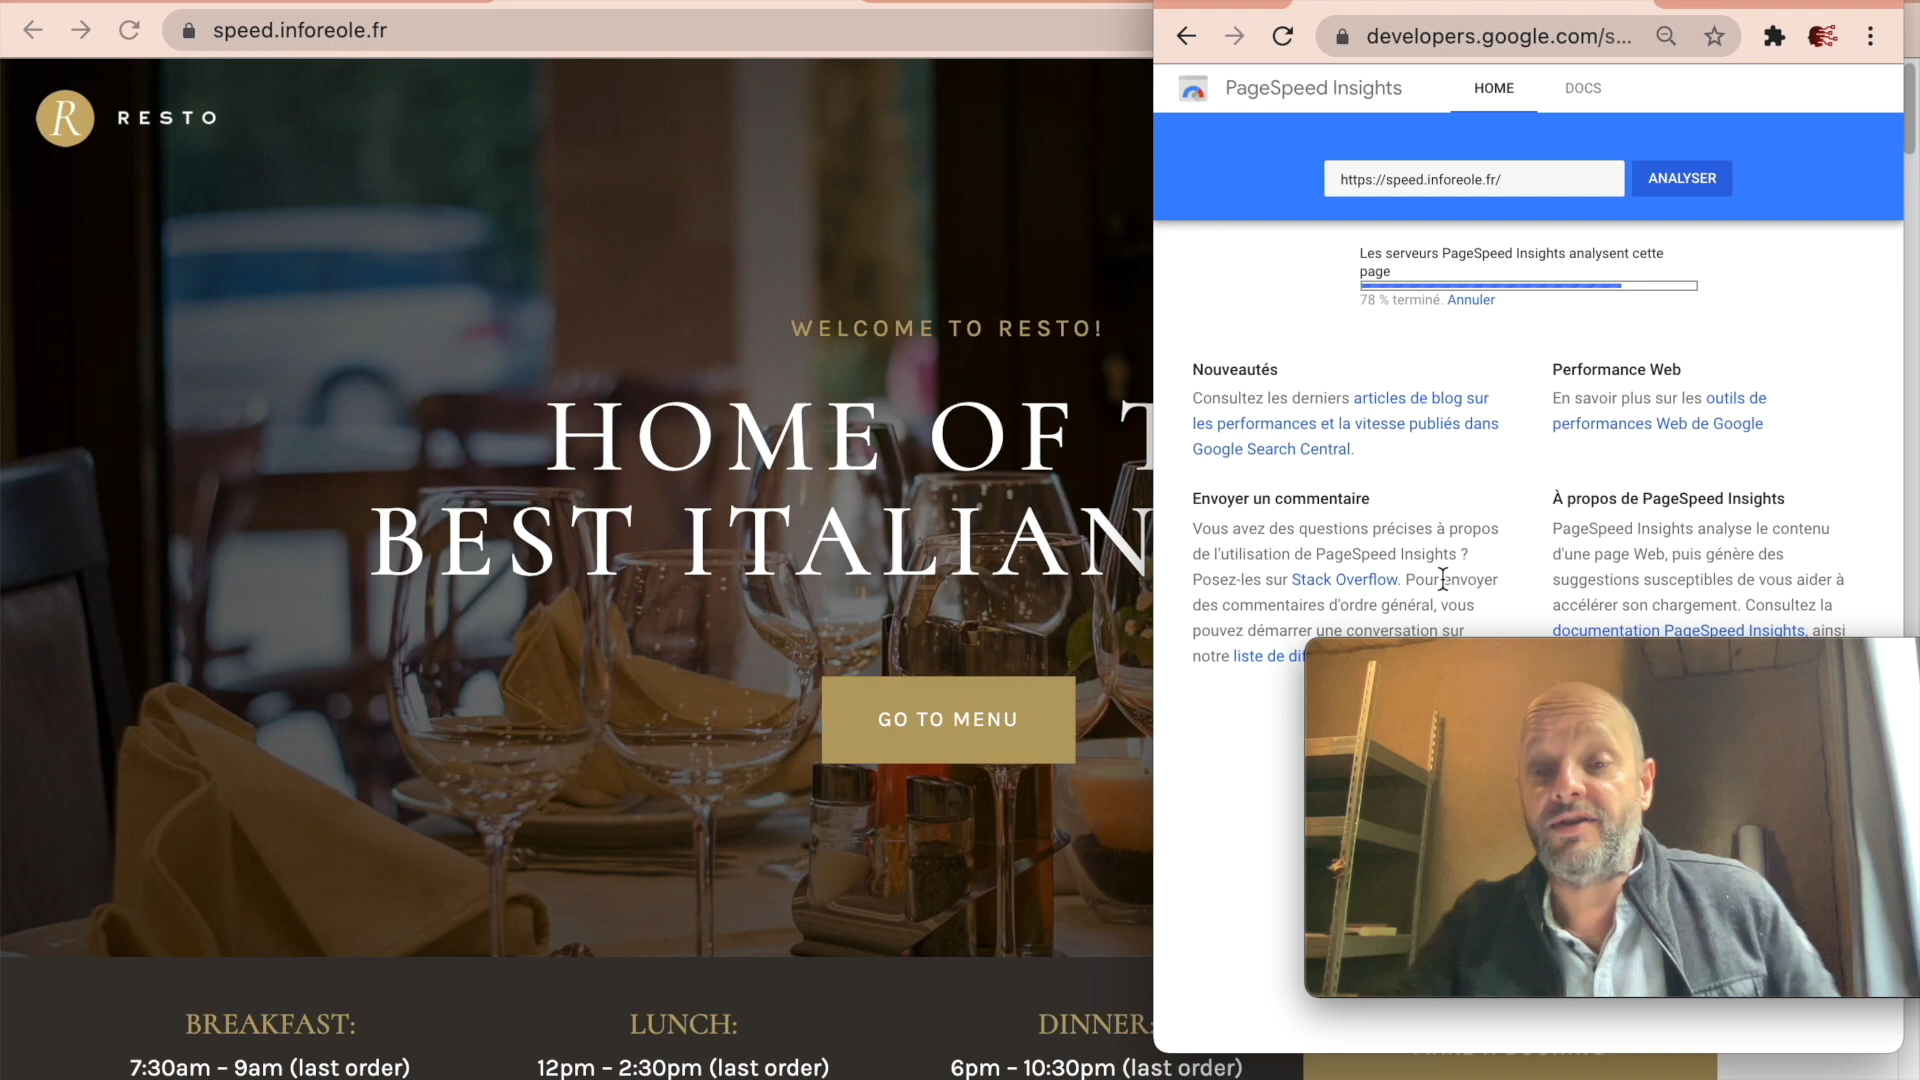 speed.inforeole.fr
R RESTO
WELCOME TO RESTO!
HOME OF
BEST ITALIAN
GO TO MENU
BREAKFAST:
7:30am – 9am (last order)
LUNCH:
12pm – 2:30pm (last order)
DINNER:
6pm – 10:30pm (last order)
developers.google.com/s...
PageSpeed Insights
HOME
DOCS
https://speed.inforeole.fr/
ANALYSER
Les serveurs PageSpeed Insights analysent cette
page
78 % terminé. Annuler
Nouveautés
Consultez les derniers articles de blog sur
les performances et la vitesse publiés dans
Google Search Central.
Performance Web
En savoir plus sur les outils de
performances Web de Google
Envoyer un commentaire
Vous avez des questions précises à propos
de l'utilisation de PageSpeed Insights ?
Posez-les sur Stack Overflow. Pour envoyer
des commentaires d'ordre général, vous
pouvez démarrer une conversation sur
notre liste de
À propos de PageSpeed Insights
PageSpeed Insights analyse le contenu
d'une page Web, puis génère des
suggestions susceptibles de vous aider à
accélérer son chargement. Consultez la
documentation PageSpeed Insights, ainsi